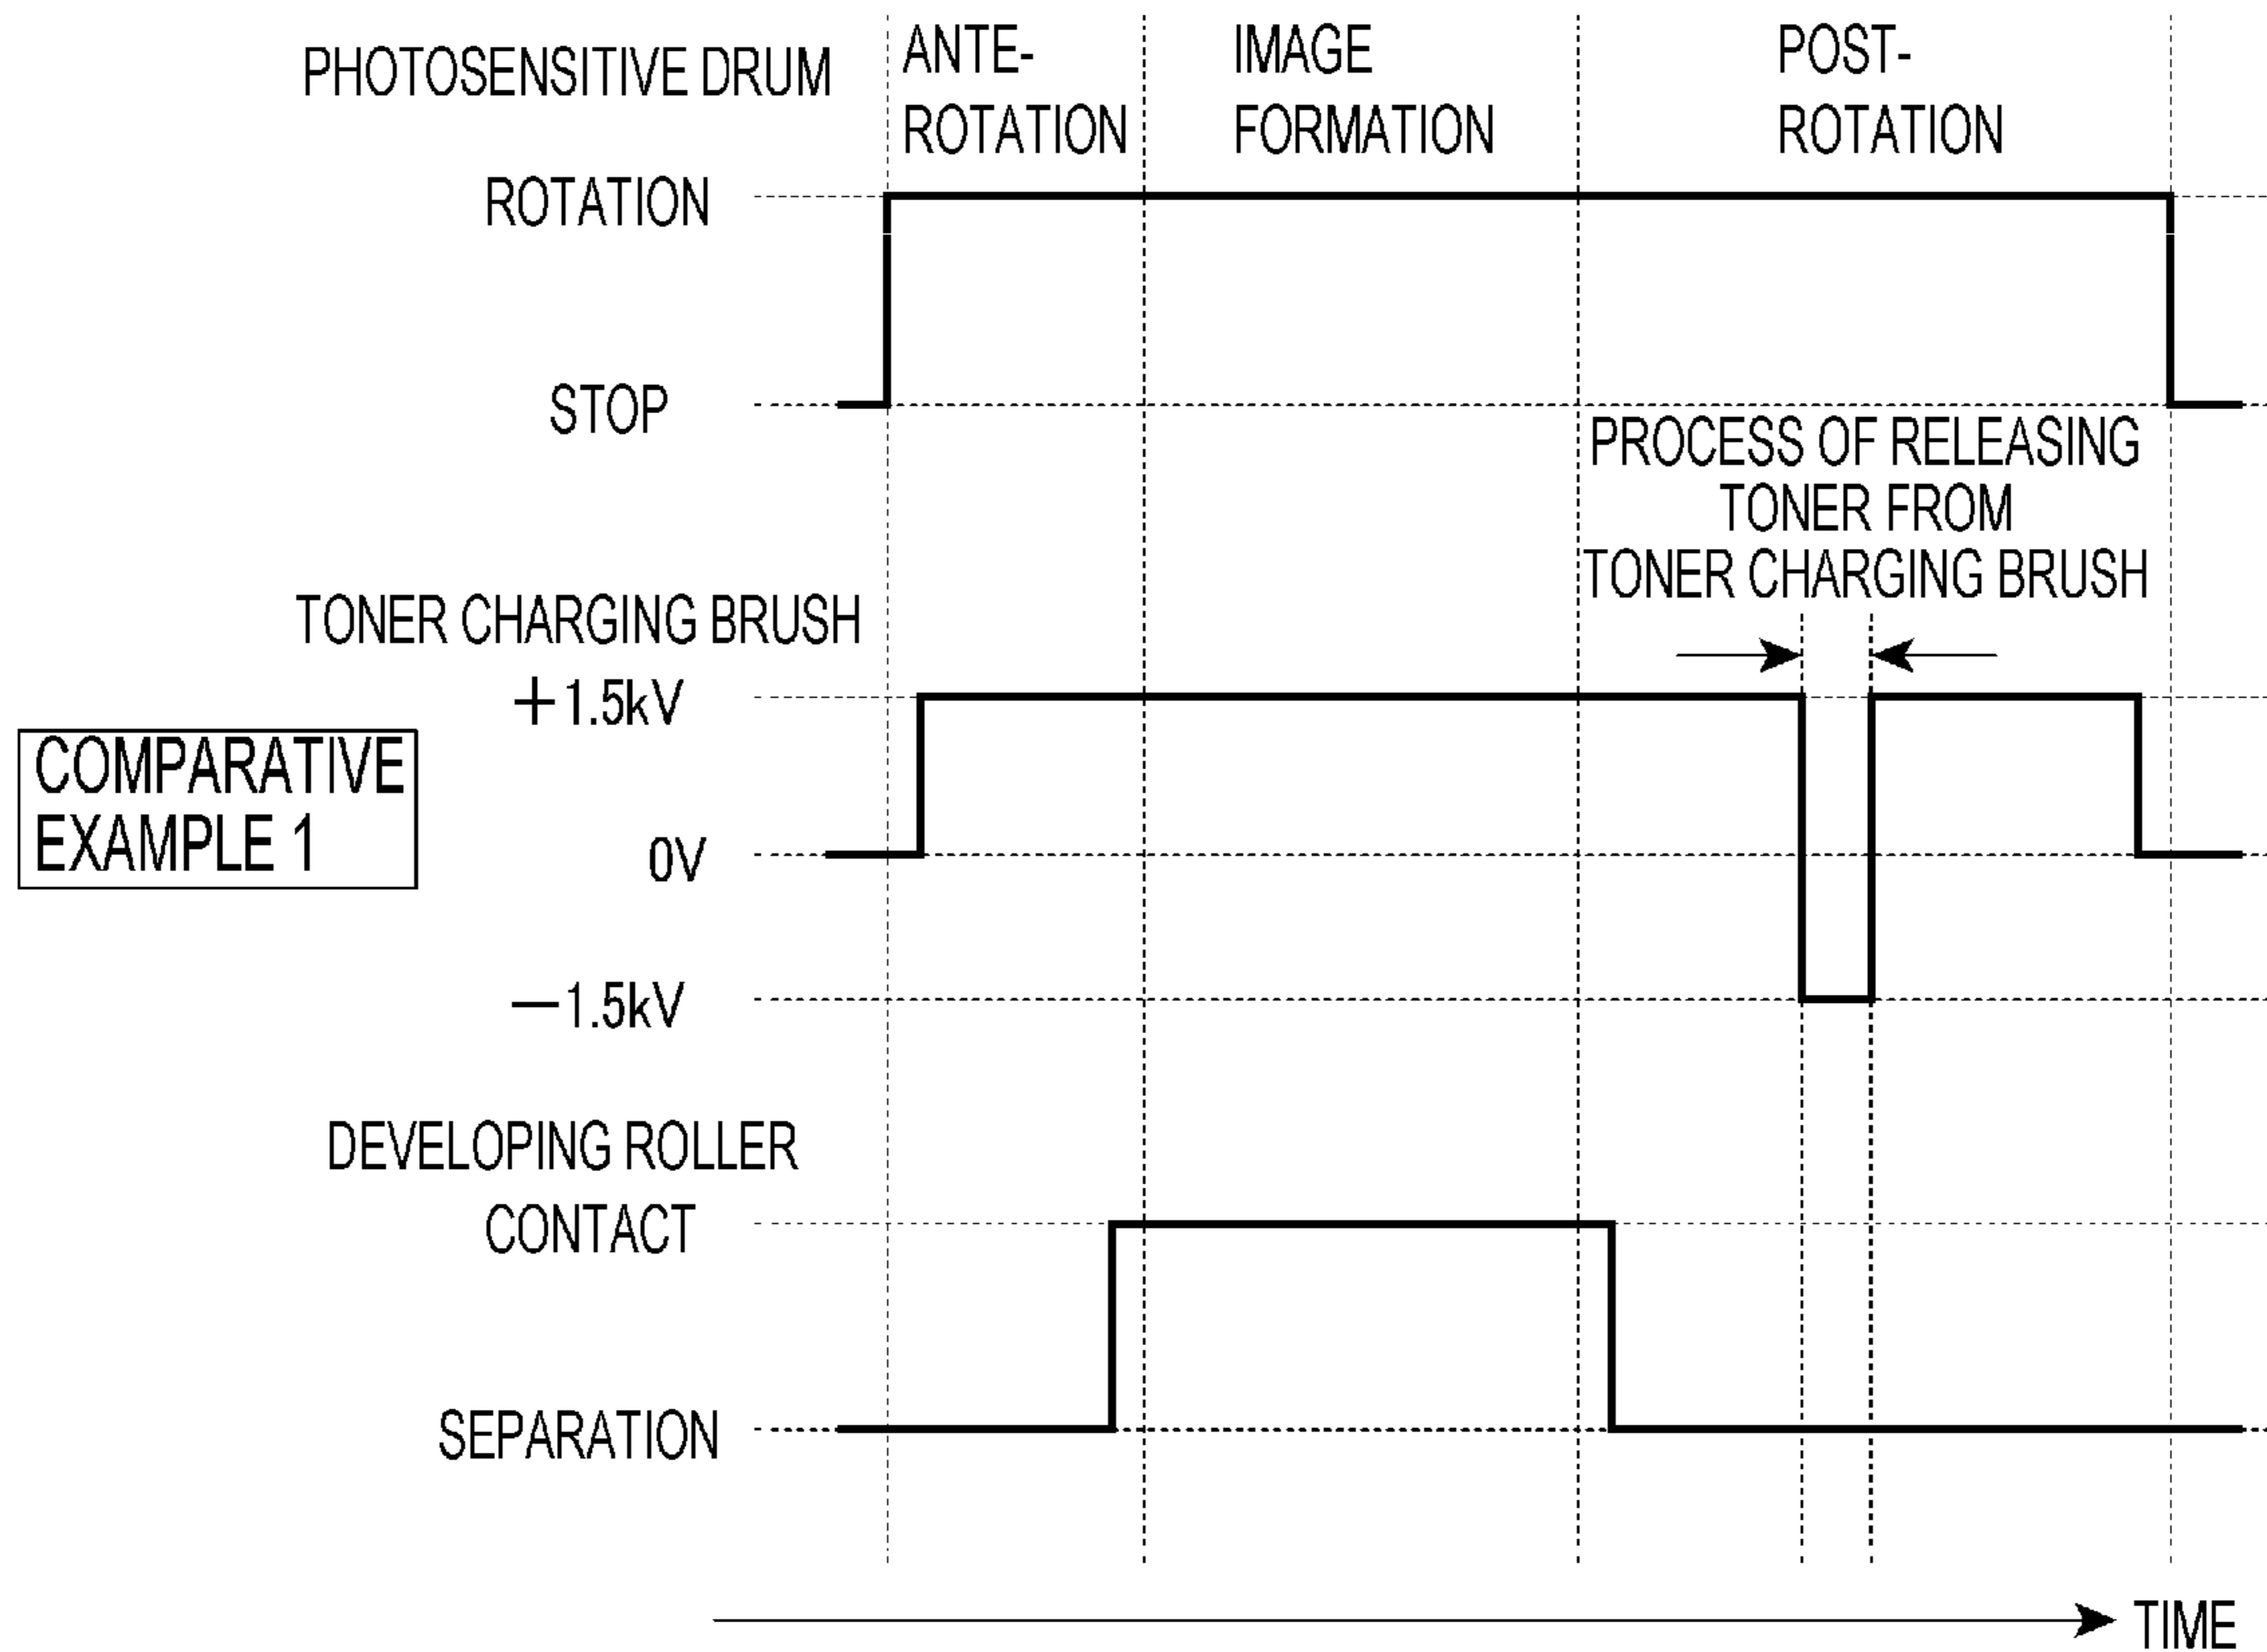 PHOTOSENSITIVE DRUM
ANTE-
ROTATION
IMAGE
FORMATION
POST-
ROTATION
ROTATION
STOP
PROCESS OF RELEASING
TONER FROM
TONER CHARGING BRUSH
TONER CHARGING BRUSH
+1.5kV
COMPARATIVE
EXAMPLE 1
0V
−1.5kV
DEVELOPING ROLLER
CONTACT
SEPARATION
TIME